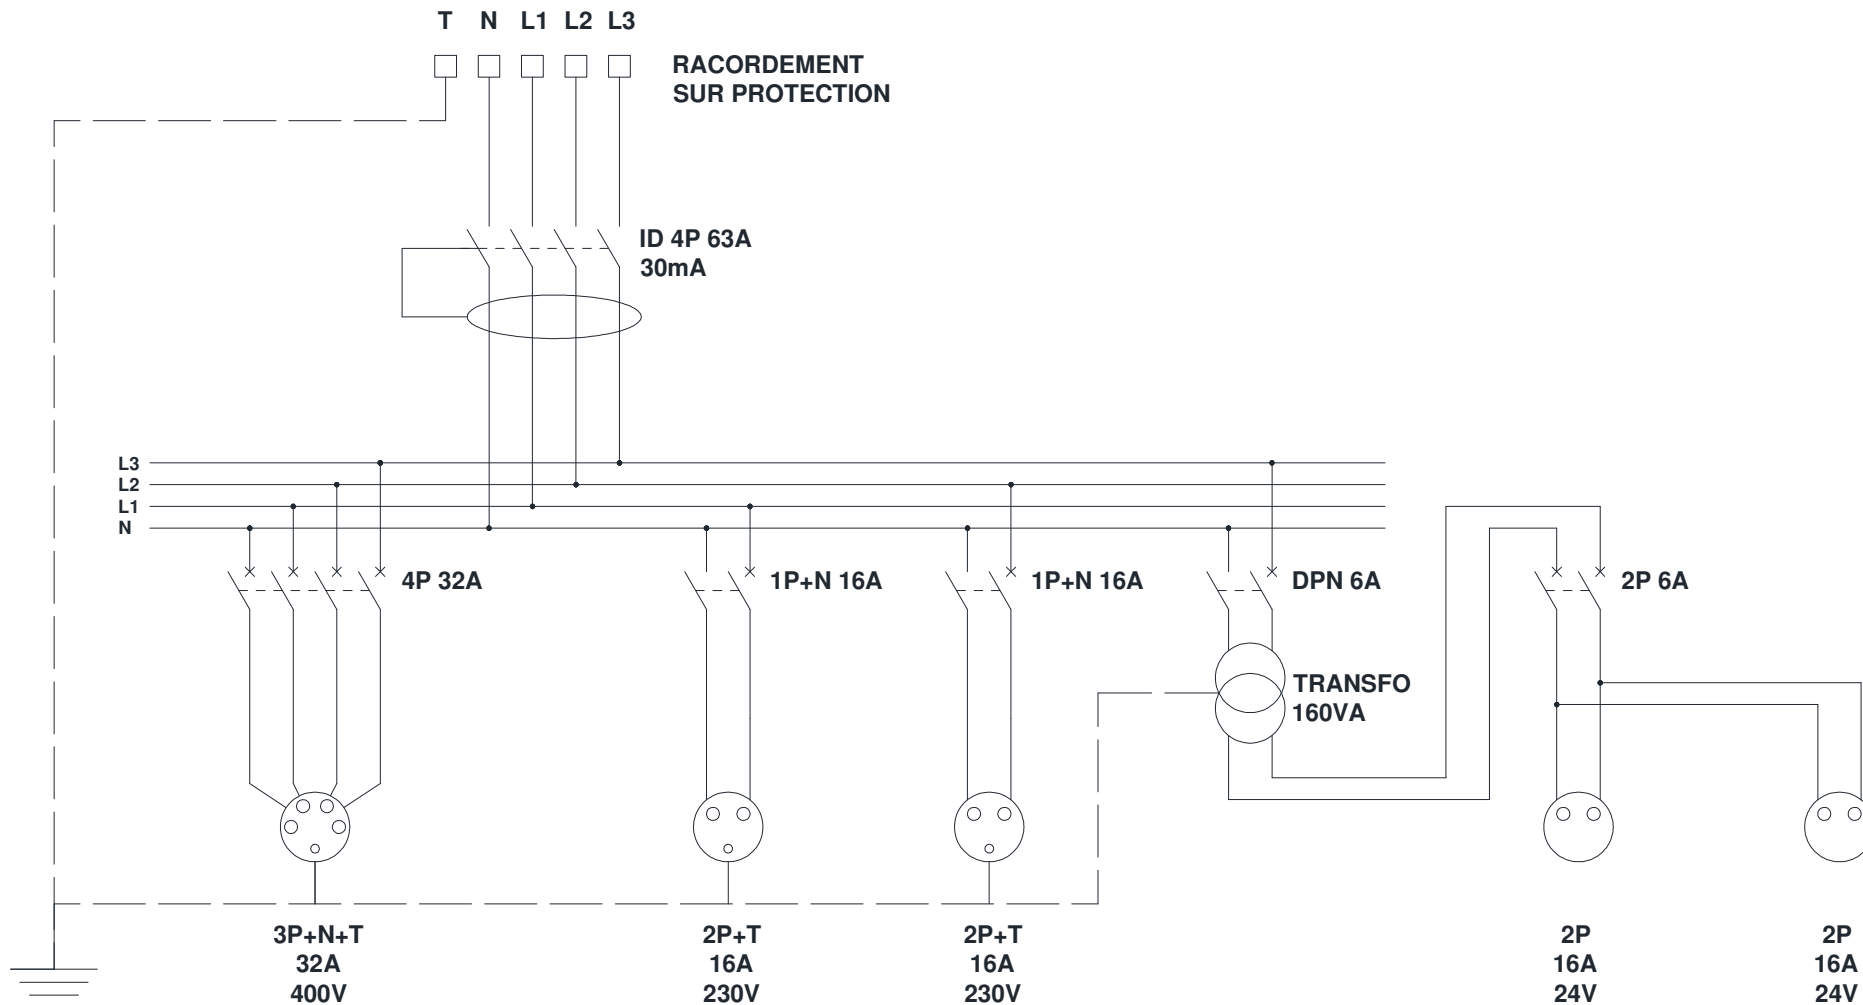 T N L1 L2 L3
RACORDEMENT
SUR PROTECTION
ID 4P 63A
30mA
L3
L2
L1
N
4P 32A
1P+N 16A
1P+N 16A
DPN 6A
2P 6A
TRANSFO
160VA
3P+N+T
32A
400V
2P+T
16A
230V
2P+T
16A
230V
2P
16A
24V
2P
16A
24V